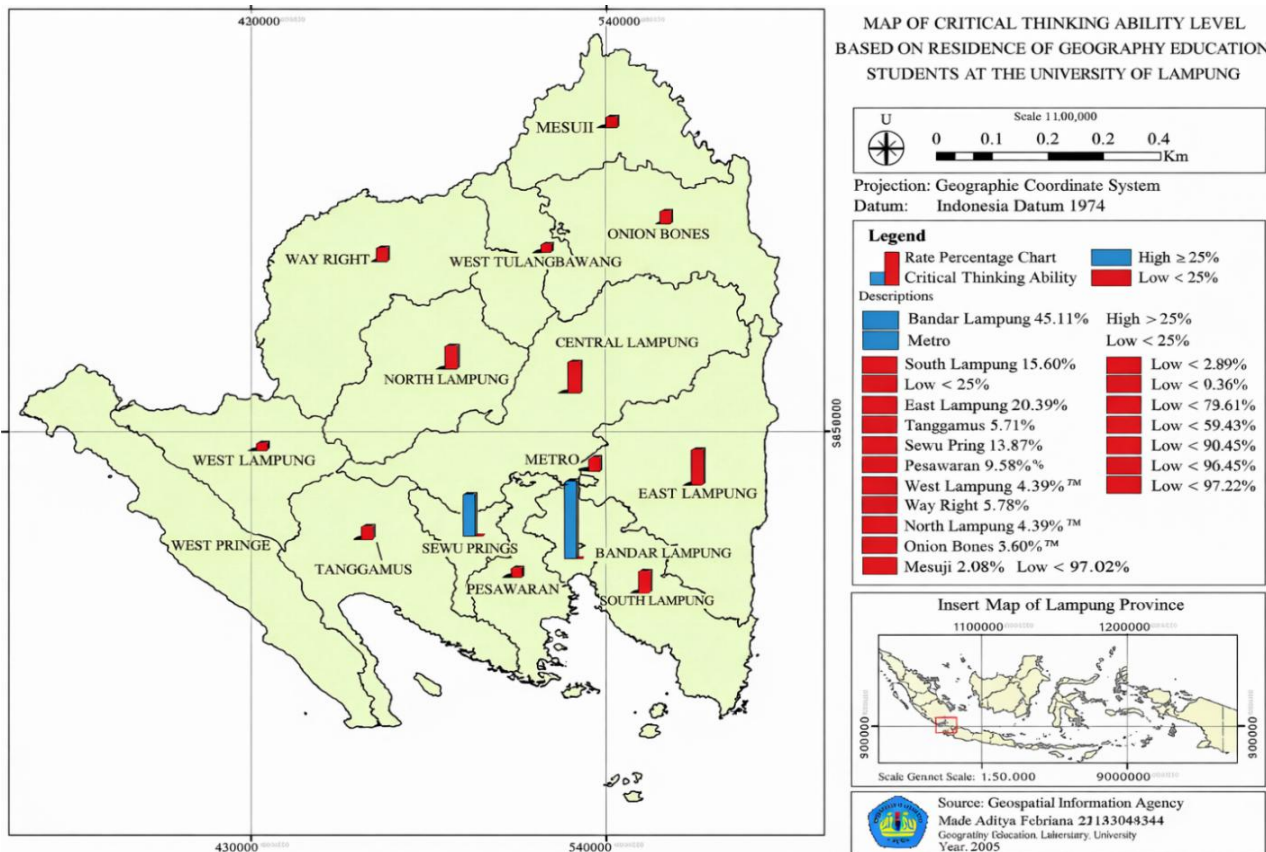 420000
540000
MESUII
ONION BONES
WAY RIGHT
WEST TULANGBAWANG
CENTRAL LAMPUNG
NORTH LAMPUNG
9850000
WEST LAMPUNG
METRO
EAST LAMPUNG
WEST PRINGE
SEWU PRINGS
BANDAR LAMPUNG
TANGGAMUS
PESAWARAN
SOUTH LAMPUNG
430000
540000
MAP OF CRITICAL THINKING ABILITY LEVEL
BASED ON RESIDENCE OF GEOGRAPHY EDUCATION
STUDENTS AT THE UNIVERSITY OF LAMPUNG
U
Scale 11:00,000
0 0.1 0.2 0.2 0.4
Km
Projection: Geographic Coordinate System
Datum: Indonesia Datum 1974
Legend
Rate Percentage Chart
Critical Thinking Ability
High ≥ 25%
Low < 25%
Descriptions
Bandar Lampung 45.11% High > 25%
Metro Low < 25%
South Lampung 15.60% Low < 2.89%
Low < 25% Low < 9.36%
East Lampung 20.39% Low < 79.61%
Tanggamus 5.71% Low < 59.43%
Sewu Pring 13.87% Low < 90.45%
Pesawaran 9.58%% Low < 96.45%
West Lampung 4.39%™ Low < 97.22%
Way Right 5.78%
North Lampung 4.39%™
Onion Bones 3.60%™
Mesuji 2.08% Low < 97.02%
Insert Map of Lampung Province
1100000 1200000
900000
900000
Scale Gennct Scale: 1:50.000
9000000
Source: Geospatial Information Agency
Made Aditya Febriana
Year. 2005